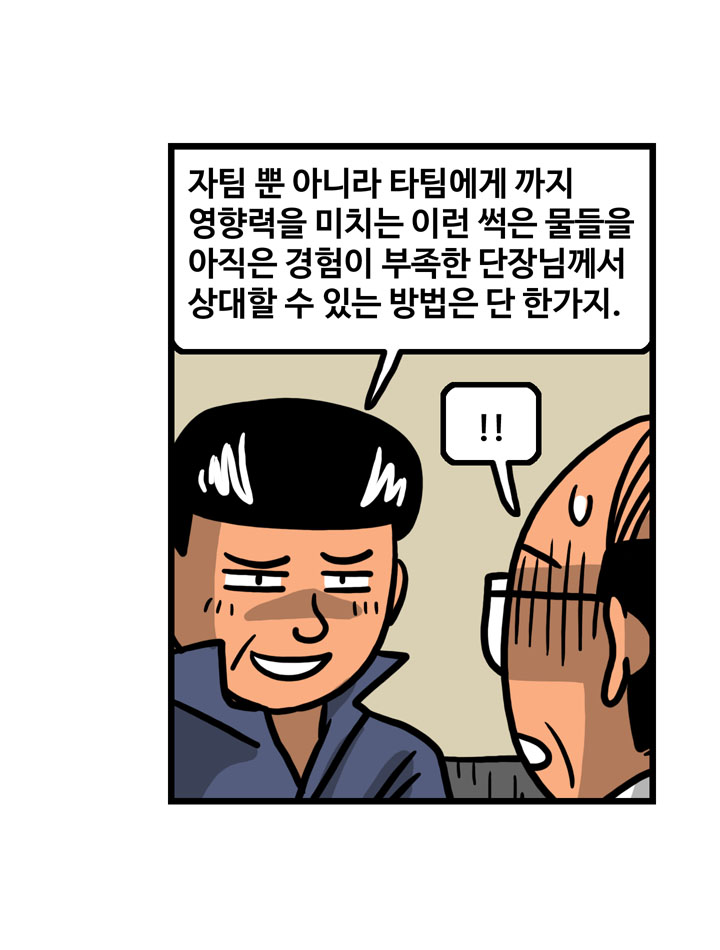 자팀 뿐 아니라 타팀에게 까지
영향력을 미치는 이런 썩은 물들을
아직은 경험이 부족한 단장님께서
상대할 수 있는 방법은 단 한가지.
!!